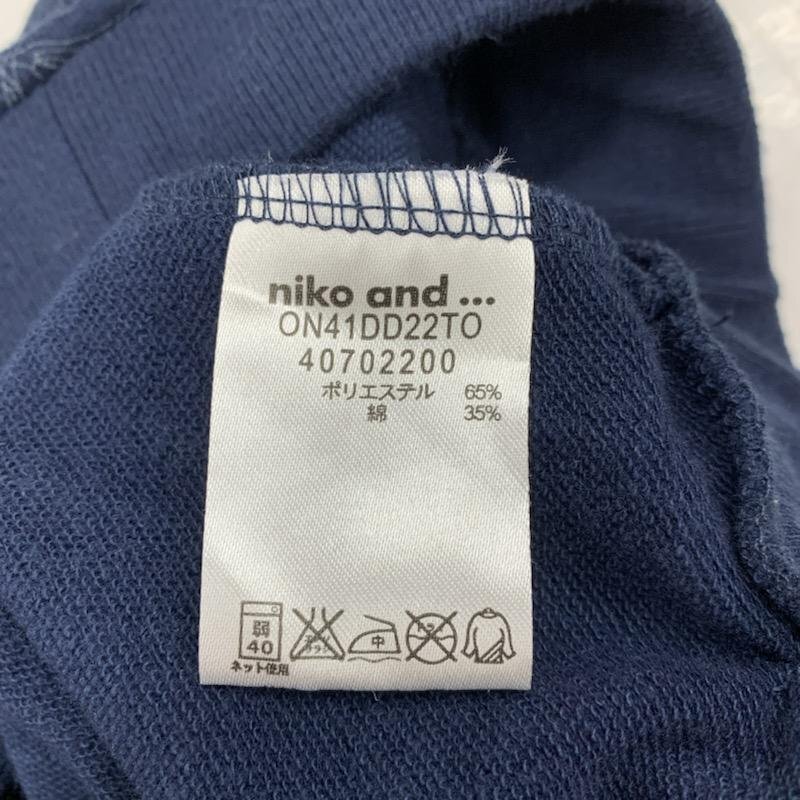 niko and ...
ON41DD22TO
40702200
ポリエステル 65%
綿 35%
弱 中
40
ネット使用